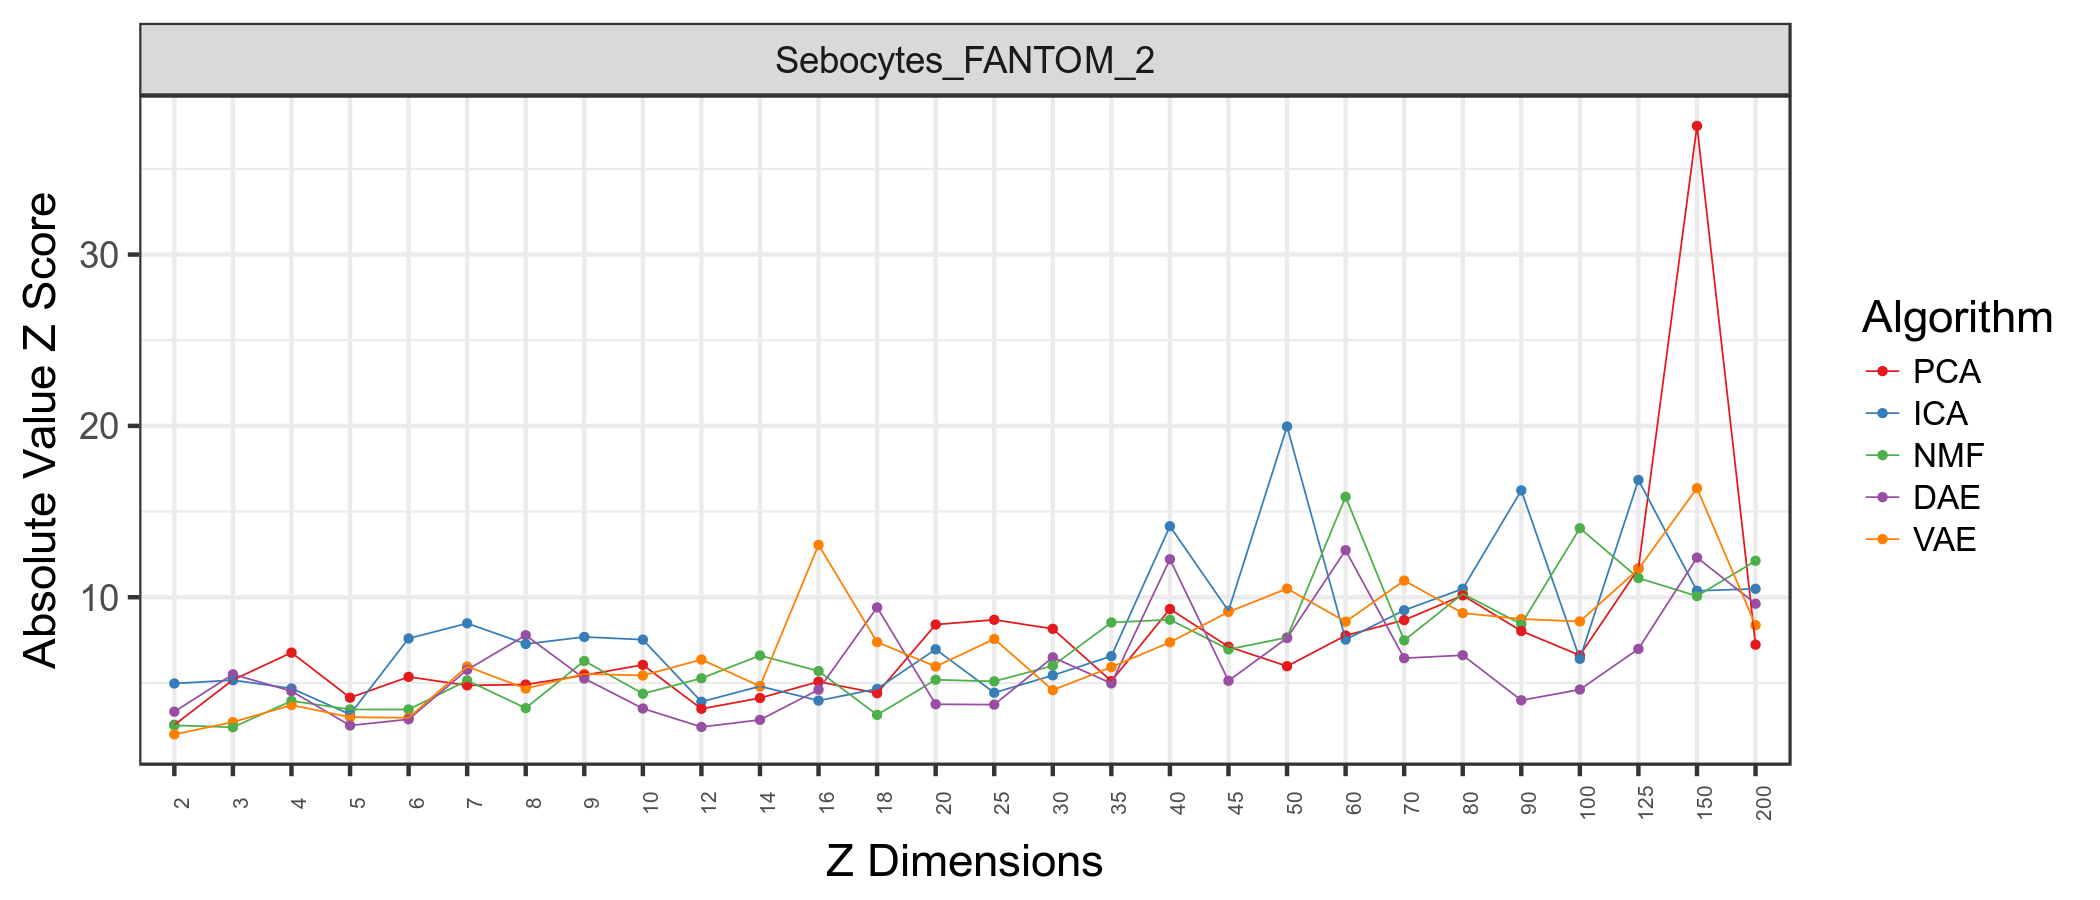 Sebocytes_FANTOM_2
Absolute Value Z Score
30
20
10
2 3 4 5 6 7 8 9 10 12 14 16 18 20 25 30 35 40 45 50 60 70 80 90 100 125 150 200
Z Dimensions
Algorithm
PCA
ICA
NMF
DAE
VAE